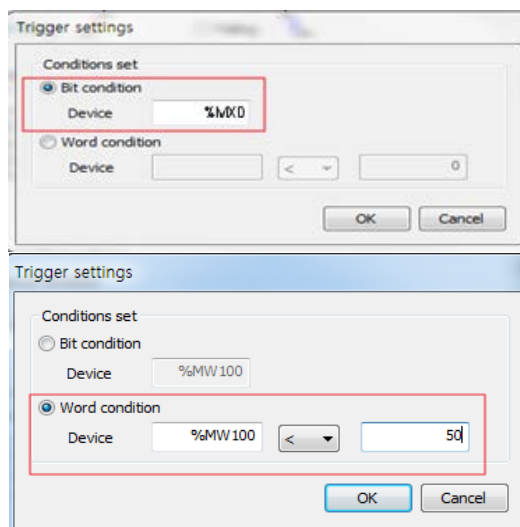 Trigger settings
Conditions set
Bit condition
Device %MX0
Word condition
Device < 0
OK Cancel
Trigger settings
Conditions set
Bit condition
Device %MW100
Word condition
Device %MW100 < 50
OK Cancel